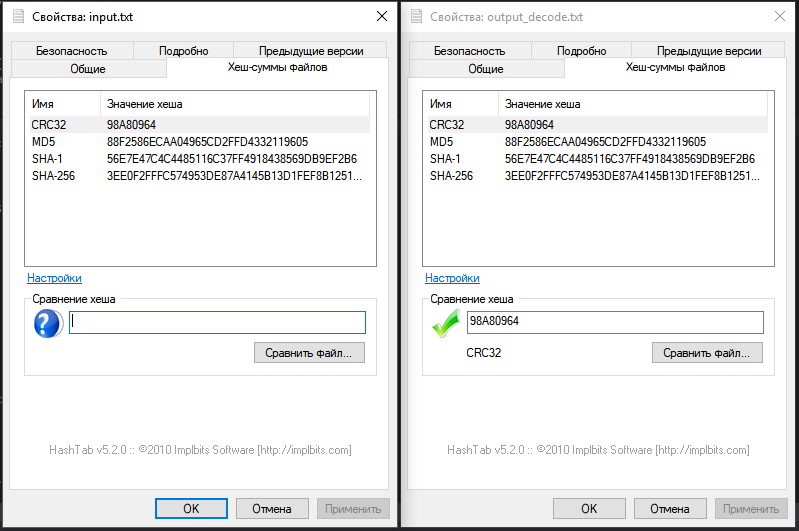 Свойства: input.txt
Безопасность Подробно Предыдущие версии
Общие Хеш-суммы файлов
Имя Значение хеша
CRC32 98A80964
MD5 88F2586ECAA04965CD2FFD4332119605
SHA-1 56E7E47C4C4485116C37FF4918438569DB9EF2B6
SHA-256 3EE0F2FFFC574953DE87A4145B13D1FEF8B1251...
Настройки
Сравнение хеша
Сравнить файл...
HashTab v5.2.0 :: ©2010 Implbits Software [http://implbits.com]
OK Отмена Применить
Свойства: output_decode.txt
Безопасность Подробно Предыдущие версии
Общие Хеш-суммы файлов
Имя Значение хеша
CRC32 98A80964
MD5 88F2586ECAA04965CD2FFD4332119605
SHA-1 56E7E47C4C4485116C37FF4918438569DB9EF2B6
SHA-256 3EE0F2FFFC574953DE87A4145B13D1FEF8B1251...
Настройки
Сравнение хеша
98A80964
CRC32 Сравнить файл...
HashTab v5.2.0 :: ©2010 Implbits Software [http://implbits.com]
OK Отмена Применить